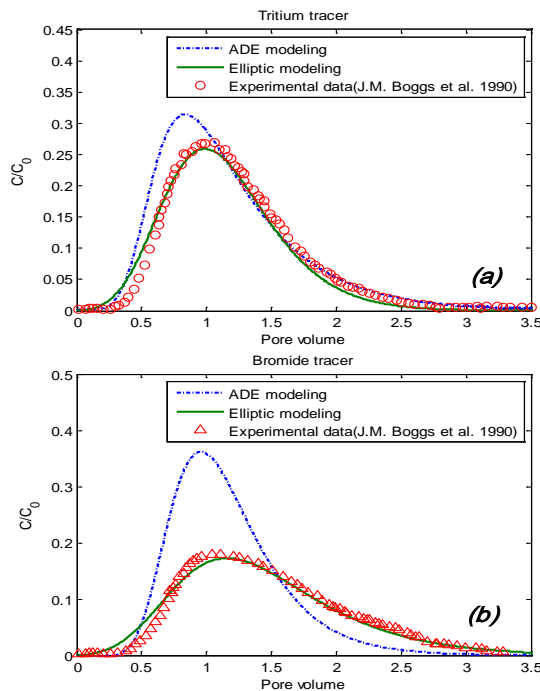 Tritium tracer
0.45
0.4
0.35
0.3
0.25
0.2
0.15
0.1
0.05
0
C/C0
ADE modeling
Elliptic modeling
Experimental data(J.M. Boggs et al. 1990)
(a)
0 0.5 1 1.5 2 2.5 3 3.5
Pore volume
Bromide tracer
0.5
0.4
0.3
0.2
0.1
0
C/C0
ADE modeling
Elliptic modeling
Experimental data(J.M. Boggs et al. 1990)
(b)
0 0.5 1 1.5 2 2.5 3 3.5
Pore volume